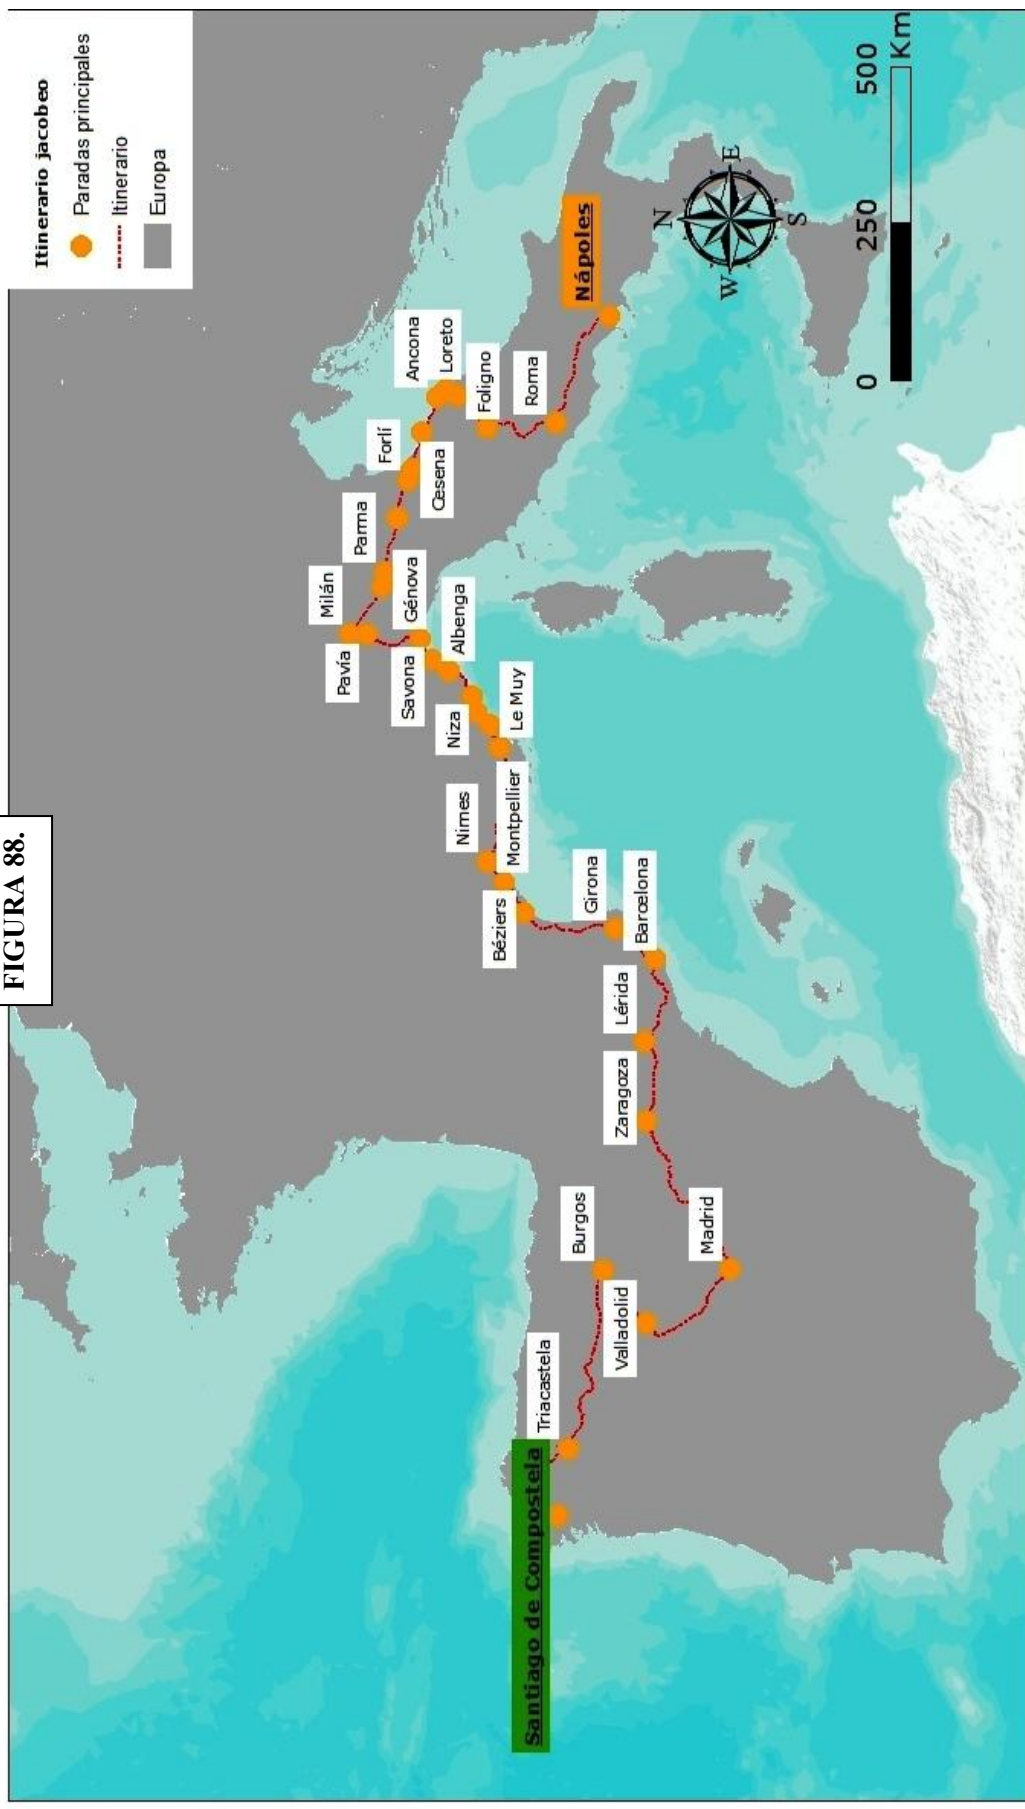 FIGURA 88.
Itinerario jacobeo
Paradas principales
Itinerario
Europa
Santiago de Compostela
Triacastela
Burgos
Valladolid
Madrid
Zaragoza
Lérida
Barcelona
Girona
Béziers
Montpellier
Nimes
Le Muy
Niza
Albenga
Savona
Génova
Pavía
Milán
Parma
Cesena
Forlí
Ancona
Loreto
Foligno
Roma
Nápoles
N
W
E
S
0
250
500
Km